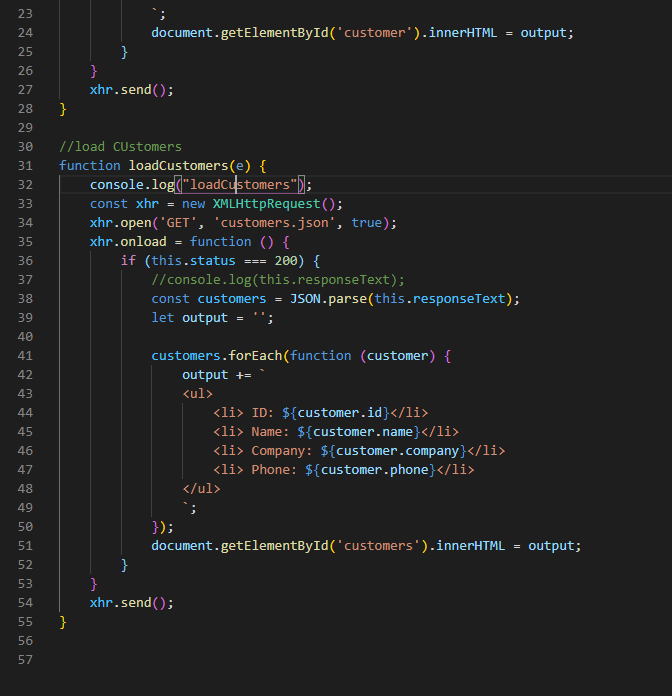 23 `;
24 document.getElementById('customer').innerHTML = output;
25 }
26 }
27 xhr.send();
28 }
29
30 //load CUstomers
31 function loadCustomers(e) {
32 console.log("loadCustomers");
33 const xhr = new XMLHttpRequest();
34 xhr.open('GET', 'customers.json', true);
35 xhr.onload = function () {
36 if (this.status === 200) {
37 //console.log(this.responseText);
38 const customers = JSON.parse(this.responseText);
39 let output = '';
40
41 customers.forEach(function (customer) {
42 output += `
43 <ul>
44 <li> ID: ${customer.id}</li>
45 <li> Name: ${customer.name}</li>
46 <li> Company: ${customer.company}</li>
47 <li> Phone: ${customer.phone}</li>
48 </ul>
49 `;
50 });
51 document.getElementById('customers').innerHTML = output;
52 }
53 }
54 xhr.send();
55 }
56
57